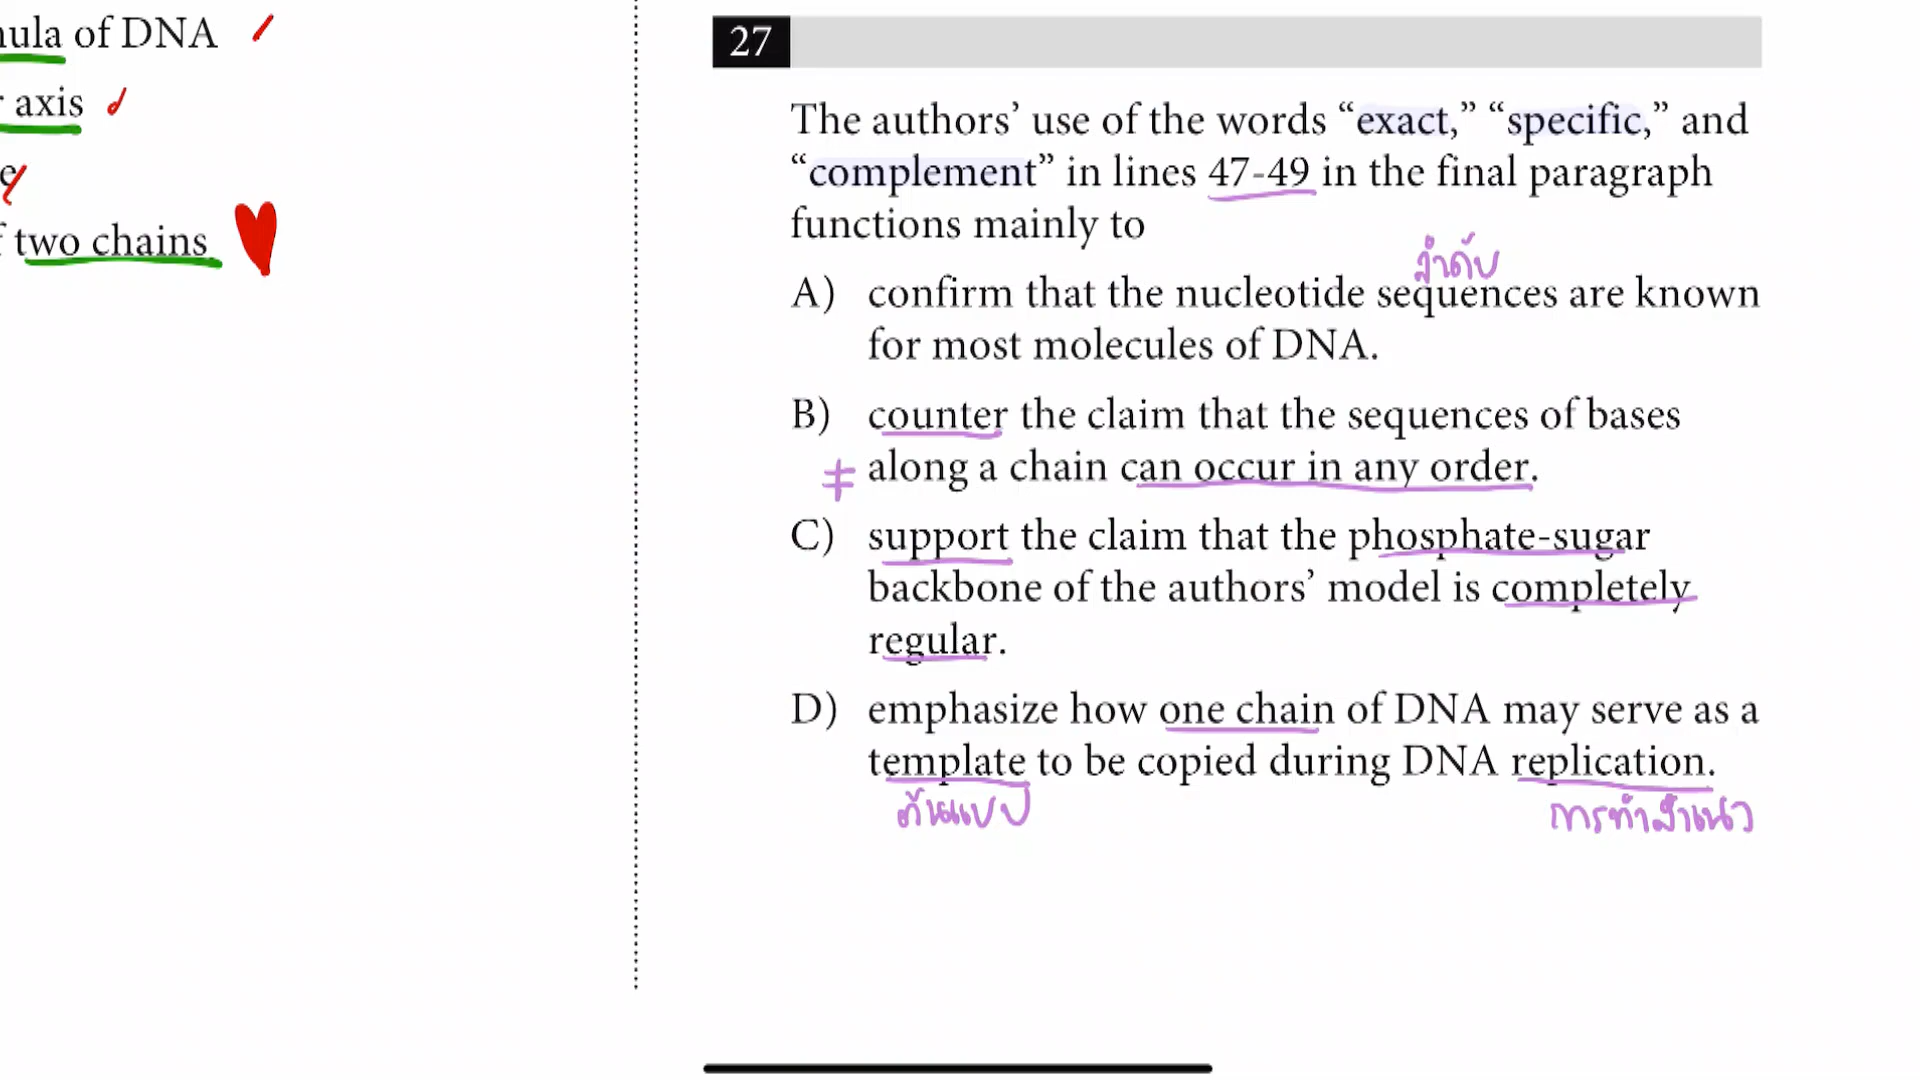 ula of DNA
axis
e
two chains
27
The authors’ use of the words “exact,” “specific,” and
“complement” in lines 47-49 in the final paragraph
functions mainly to
ลำดับ
A) confirm that the nucleotide sequences are known
for most molecules of DNA.
B) counter the claim that the sequences of bases
along a chain can occur in any order.
C) support the claim that the phosphate-sugar
backbone of the authors’ model is completely
regular.
D) emphasize how one chain of DNA may serve as a
template to be copied during DNA replication.
ต้นแบบ การทำสำเนา